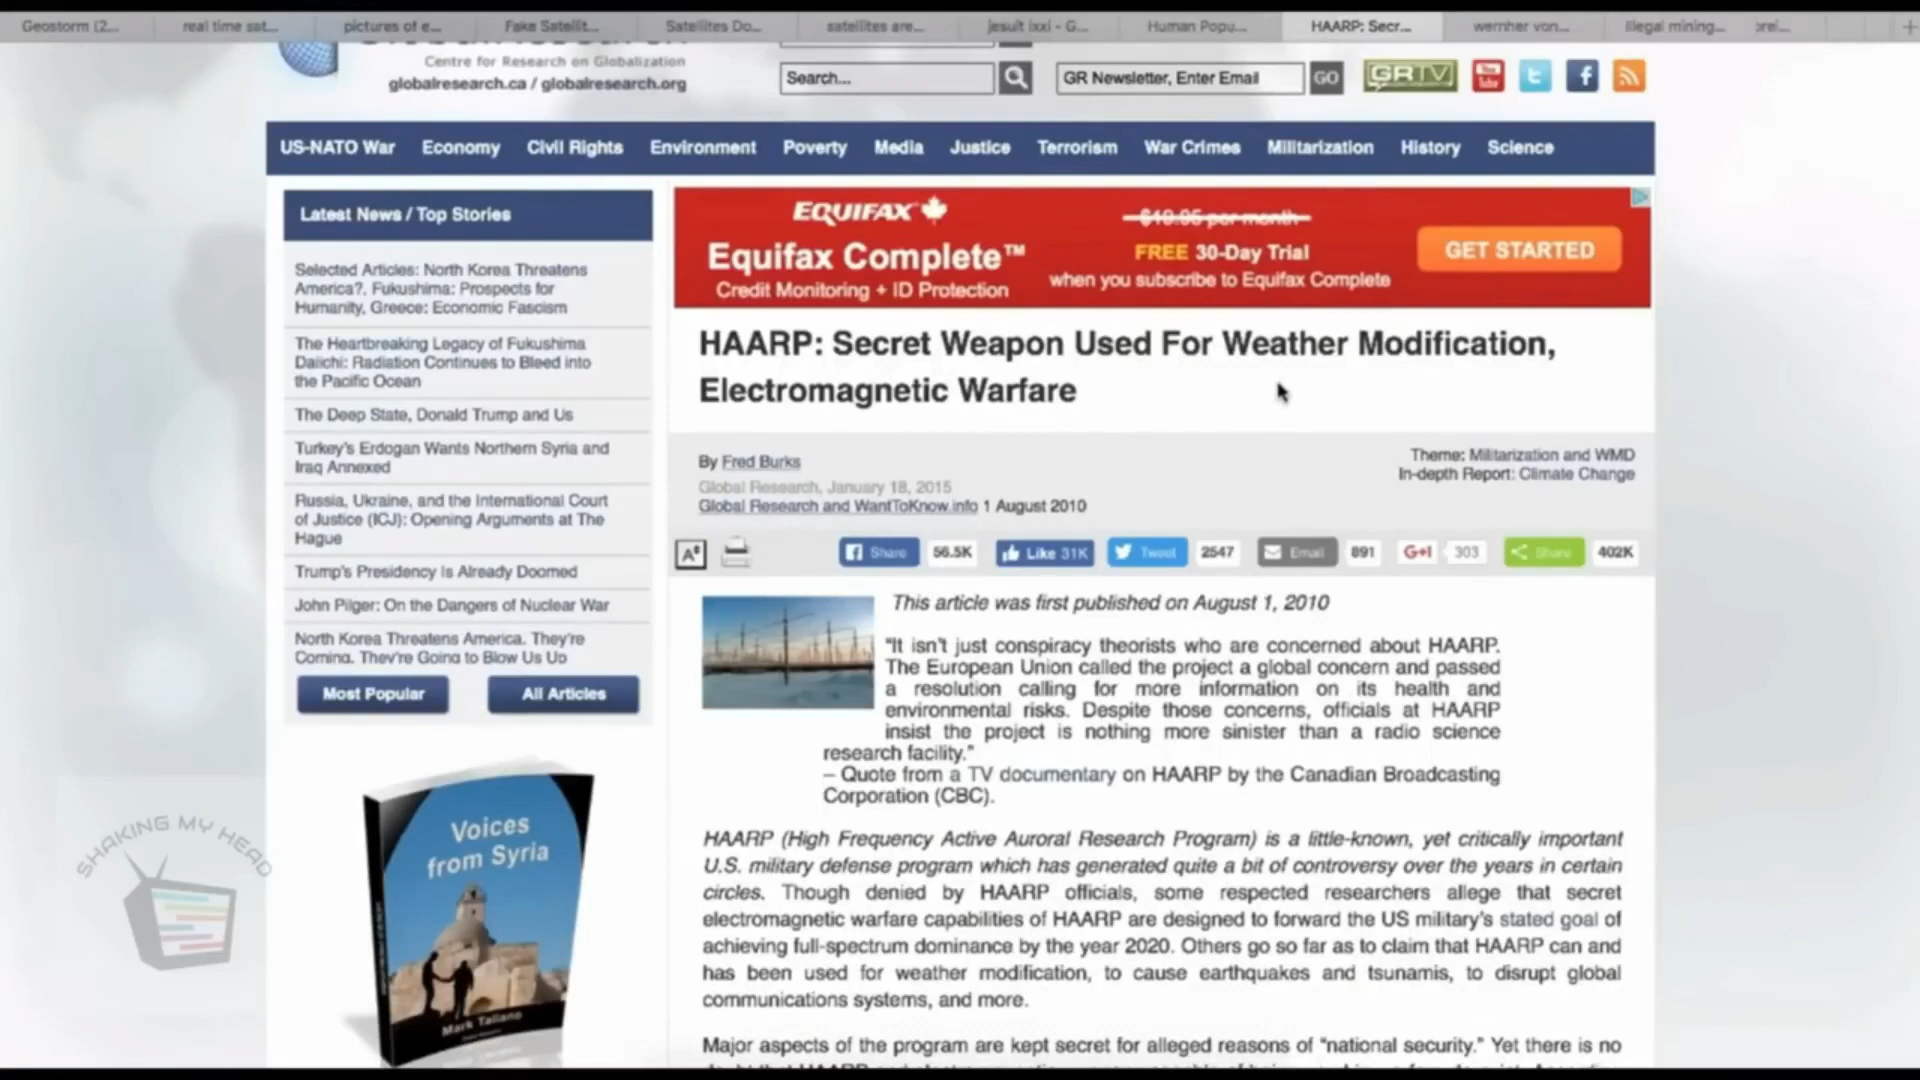 Geostorm (2...
real time sat...
pictures of e...
Fake Satellit...
Satellites Do...
satellites are...
jesuit ixxi - G...
Human Popu...
HAARP: Secr...
wernher von...
illegal mining...
Centre for Research on Globalization
globalresearch.ca / globalresearch.org
Search...
GR Newsletter, Enter Email
GO
GRTV
You Tube
US-NATO War Economy Civil Rights Environment Poverty Media Justice Terrorism War Crimes Militarization History Science
Latest News / Top Stories
Selected Articles: North Korea Threatens
America?, Fukushima: Prospects for
Humanity, Greece: Economic Fascism
The Heartbreaking Legacy of Fukushima
Daiichi: Radiation Continues to Bleed into
the Pacific Ocean
The Deep State, Donald Trump and Us
Turkey's Erdogan Wants Northern Syria and
Iraq Annexed
Russia, Ukraine, and the International Court
of Justice (ICJ): Opening Arguments at The
Hague
Trump's Presidency Is Already Doomed
John Pilger: On the Dangers of Nuclear War
North Korea Threatens America. They're
Coming. They're Going to Blow Us Up
Most Popular
All Articles
Voices
from Syria
Mark Taliano
SHAKING MY HEAD
EQUIFAX
Equifax Complete™
Credit Monitoring + ID Protection
$19.95 per month
FREE 30-Day Trial
when you subscribe to Equifax Complete
GET STARTED
HAARP: Secret Weapon Used For Weather Modification,
Electromagnetic Warfare
By Fred Burks
Global Research, January 18, 2015
Global Research and WantToKnow.info 1 August 2010
Theme: Militarization and WMD
In-depth Report: Climate Change
Share 56.5K Like 31K Tweet 2547 Email 891 G+1 303 Share 402K
This article was first published on August 1, 2010
"It isn't just conspiracy theorists who are concerned about HAARP.
The European Union called the project a global concern and passed
a resolution calling for more information on its health and
environmental risks. Despite those concerns, officials at HAARP
insist the project is nothing more sinister than a radio science
research facility."
– Quote from a TV documentary on HAARP by the Canadian Broadcasting
Corporation (CBC).
HAARP (High Frequency Active Auroral Research Program) is a little-known, yet critically important
U.S. military defense program which has generated quite a bit of controversy over the years in certain
circles. Though denied by HAARP officials, some respected researchers allege that secret
electromagnetic warfare capabilities of HAARP are designed to forward the US military's stated goal of
achieving full-spectrum dominance by the year 2020. Others go so far as to claim that HAARP can and
has been used for weather modification, to cause earthquakes and tsunamis, to disrupt global
communications systems, and more.
Major aspects of the program are kept secret for alleged reasons of "national security." Yet there is no